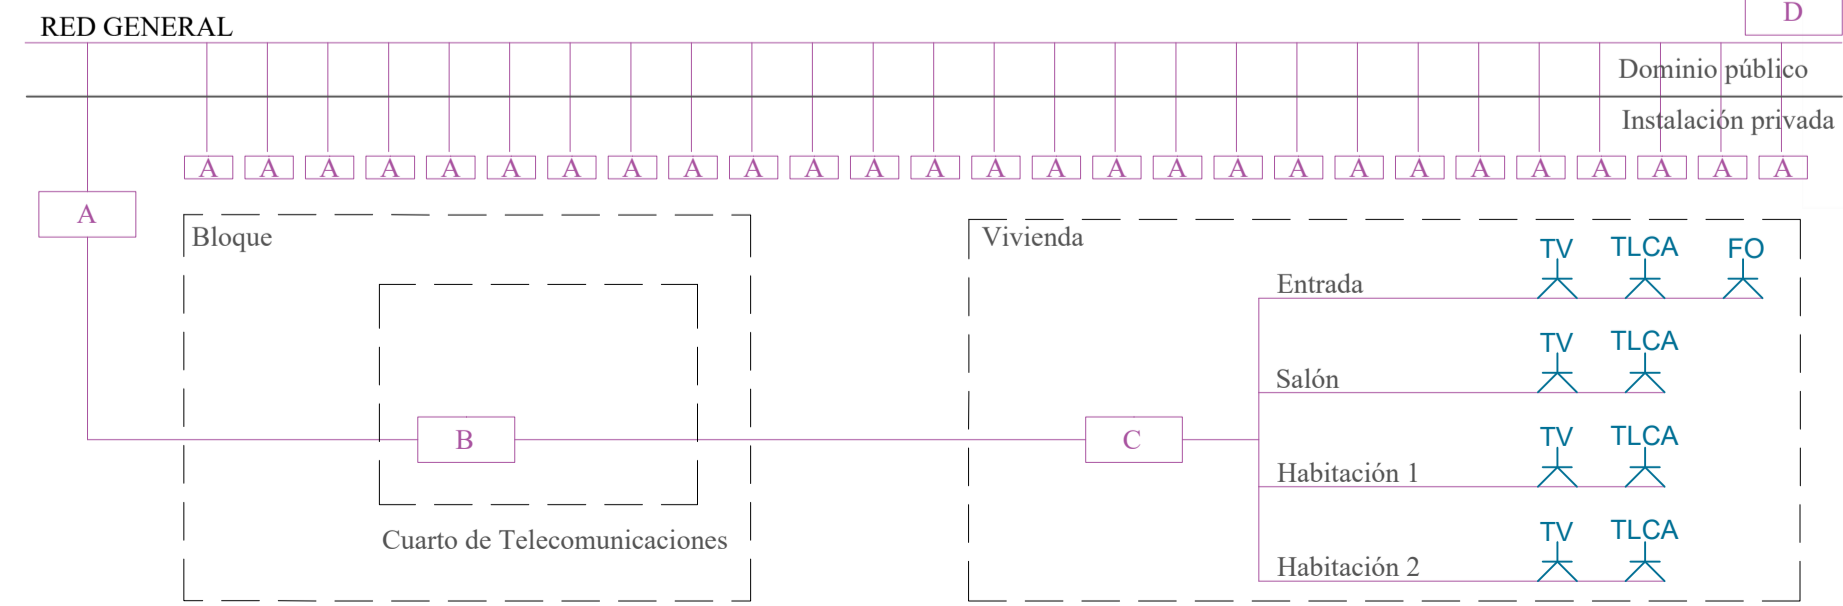 D
RED GENERAL
Dominio público
Instalación privada
A A A A A A A A A A A A A A A A A A A A A A A A A A A
A
Bloque
Vivienda
TV TLCA FO
Entrada
TV TLCA
Salón
B
C
TV TLCA
Habitación 1
Cuarto de Telecomunicaciones
TV TLCA
Habitación 2